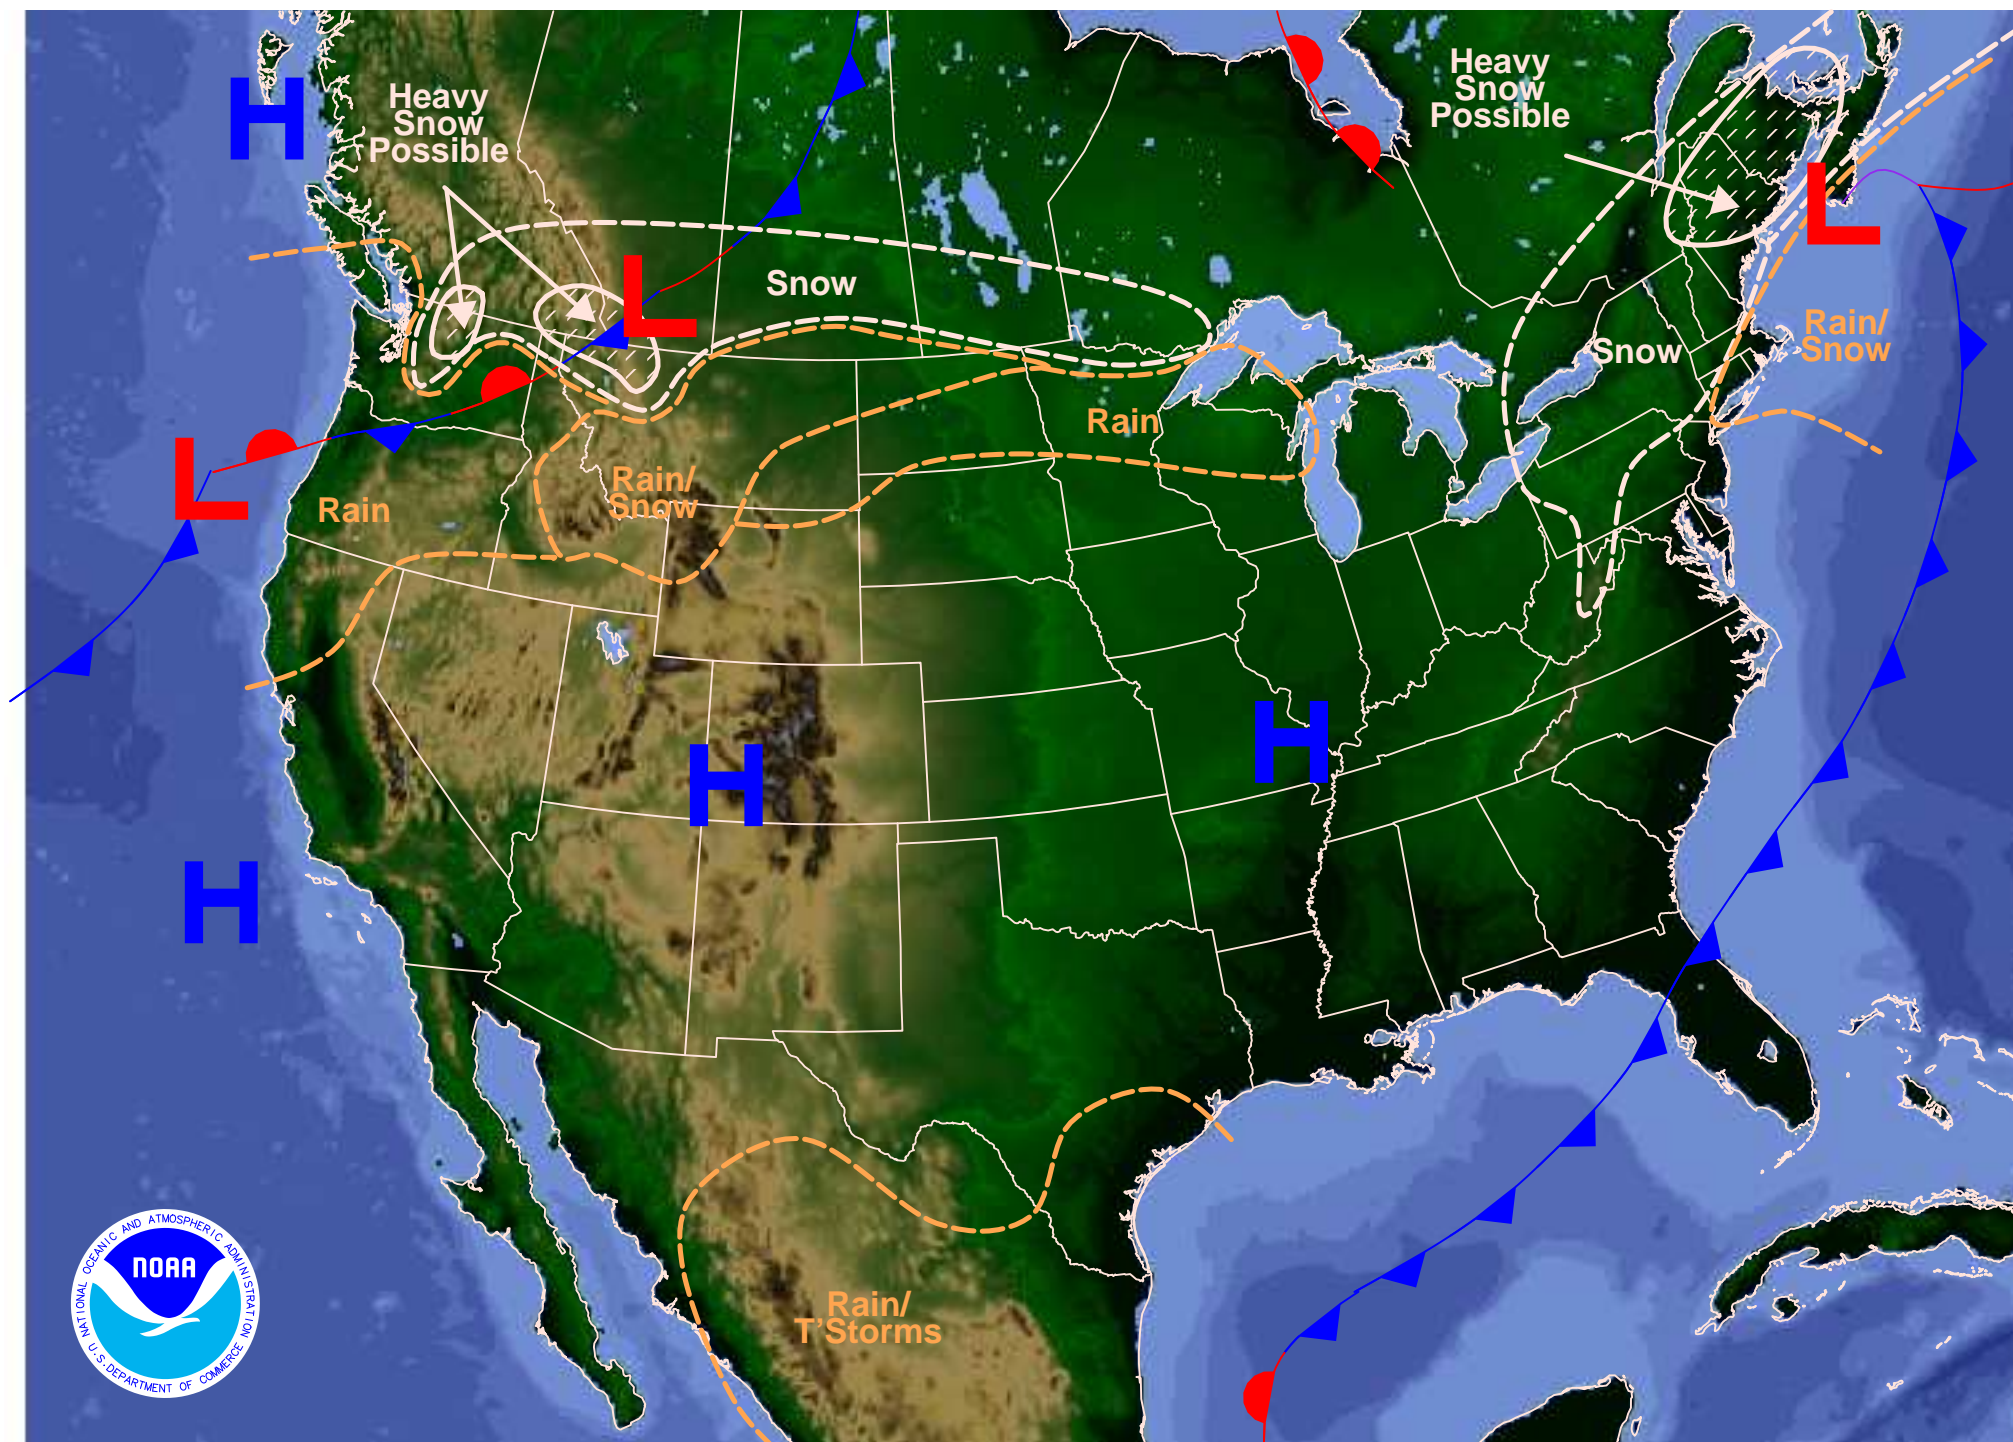 H
Heavy
Snow
Possible
Heavy
Snow
Possible
L
L
Snow
Rain/
Snow
Snow
Rain
L
Rain/
Snow
Rain
H
H
H
Rain/
T'Storms
NATIONAL OCEANIC AND ATMOSPHERIC ADMINISTRATION
NOAA
U.S. DEPARTMENT OF COMMERCE